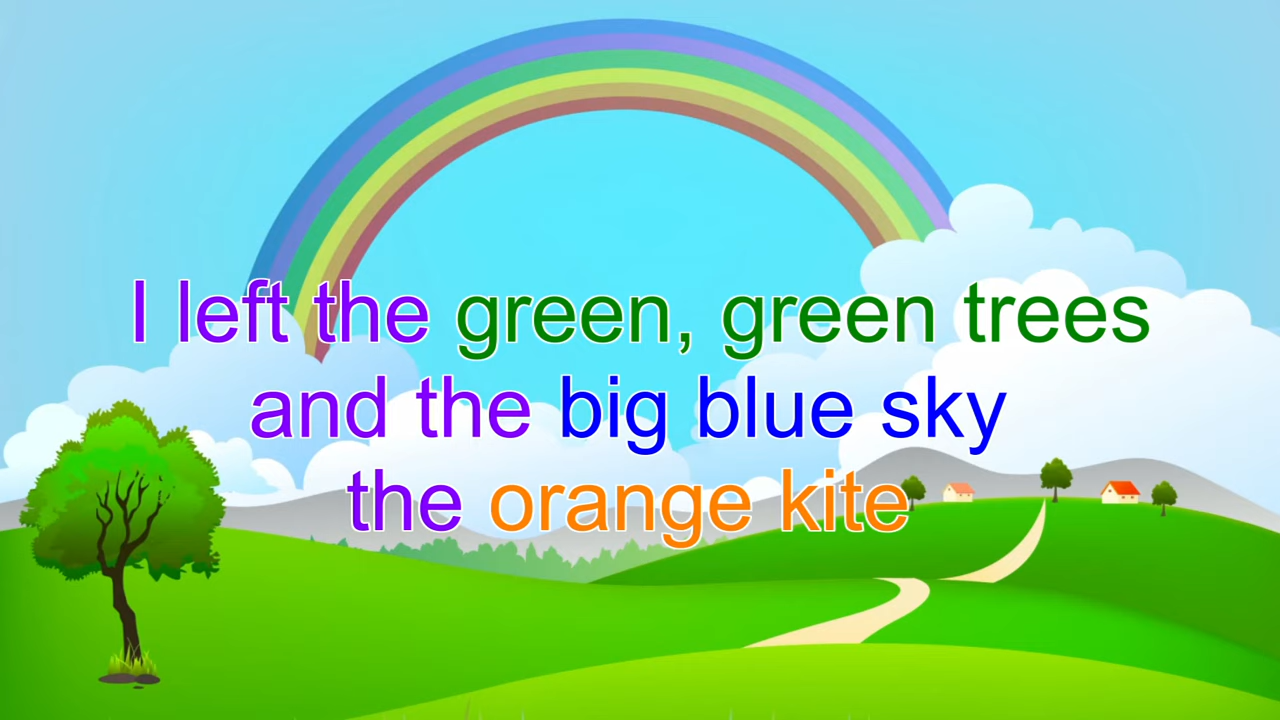 I left the green, green trees
and the big blue sky
the orange kite